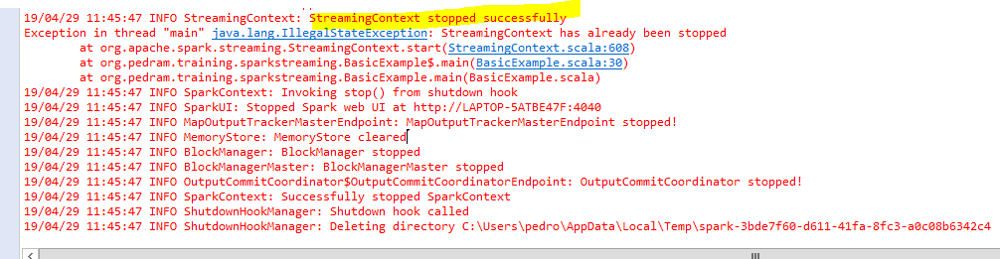 19/04/29 11:45:47 INFO StreamingContext: StreamingContext stopped successfully
Exception in thread "main" java.lang.IllegalStateException: StreamingContext has already been stopped
at org.apache.spark.streaming.StreamingContext.start(StreamingContext.scala:608)
at org.pedram.training.sparkstreaming.BasicExample$.main(BasicExample.scala:30)
at org.pedram.training.sparkstreaming.BasicExample.main(BasicExample.scala)
19/04/29 11:45:47 INFO SparkContext: Invoking stop() from shutdown hook
19/04/29 11:45:47 INFO SparkUI: Stopped Spark web UI at http://LAPTOP-5ATBE47F:4040
19/04/29 11:45:47 INFO MapOutputTrackerMasterEndpoint: MapOutputTrackerMasterEndpoint stopped!
19/04/29 11:45:47 INFO MemoryStore: MemoryStore cleared
19/04/29 11:45:47 INFO BlockManager: BlockManager stopped
19/04/29 11:45:47 INFO BlockManagerMaster: BlockManagerMaster stopped
19/04/29 11:45:47 INFO OutputCommitCoordinator$OutputCommitCoordinatorEndpoint: OutputCommitCoordinator stopped!
19/04/29 11:45:47 INFO SparkContext: Successfully stopped SparkContext
19/04/29 11:45:47 INFO ShutdownHookManager: Shutdown hook called
19/04/29 11:45:47 INFO ShutdownHookManager: Deleting directory C:\Users\pedro\AppData\Local\Temp\spark-3bde7f60-d611-41fa-8fc3-a0c08b6342c4